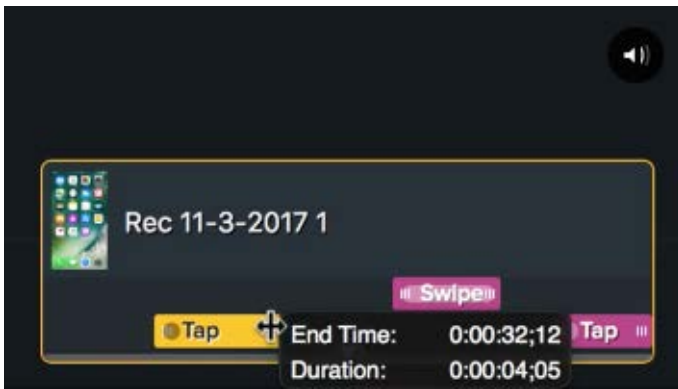 Rec 11-3-2017 1
Swipe
Tap
End Time: 0:00:32;12
Tap
Duration: 0:00:04;05